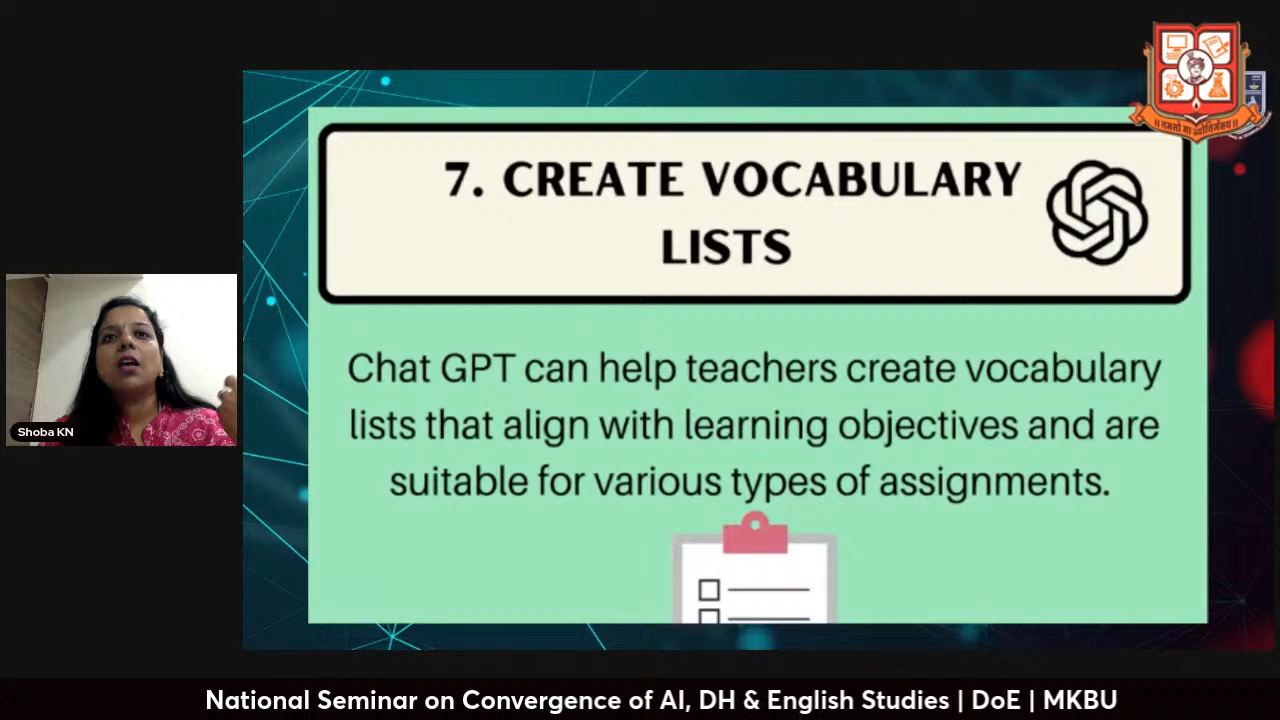 7. CREATE VOCABULARY
LISTS
Chat GPT can help teachers create vocabulary
lists that align with learning objectives and are
suitable for various types of assignments.
Shoba KN
॥ तमसो मा ज्योतिर्गमय ॥
National Seminar on Convergence of AI, DH & English Studies | DoE | MKBU